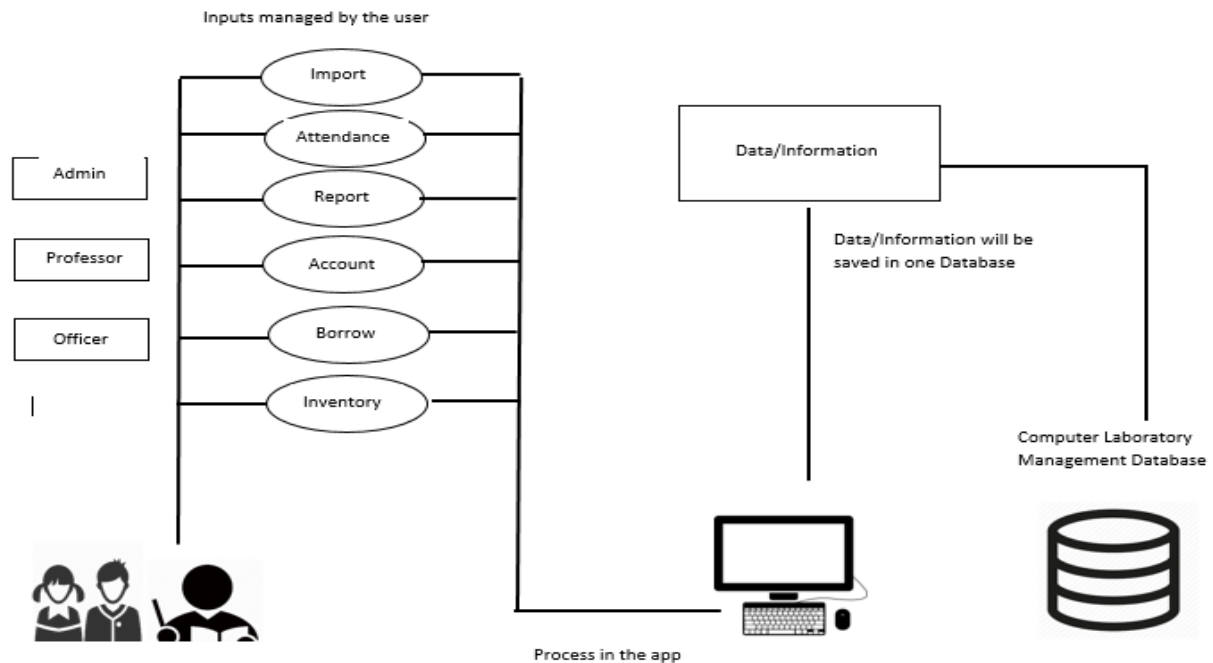 Inputs managed by the user
Import
Attendance
Report
Account
Borrow
Inventory
Admin
Professor
Officer
Data/Information
Data/Information will be
saved in one Database
Computer Laboratory
Management Database
Process in the app